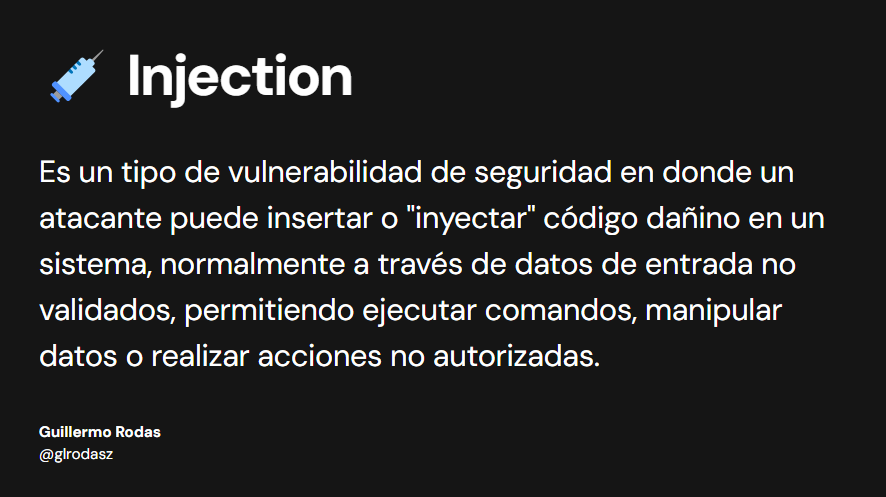 Injection
Es un tipo de vulnerabilidad de seguridad en donde un
atacante puede insertar o "inyectar" código dañino en un
sistema, normalmente a través de datos de entrada no
validados, permitiendo ejecutar comandos, manipular
datos o realizar acciones no autorizadas.
Guillermo Rodas
@glrodasz